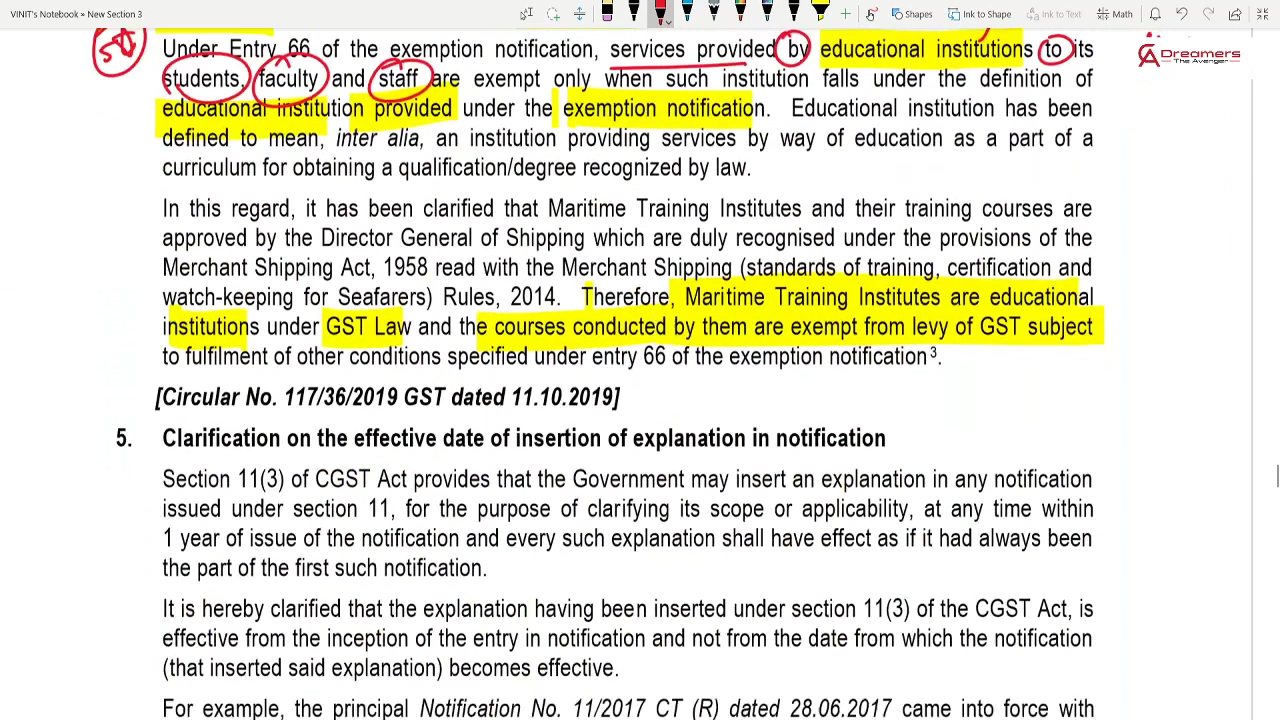 VINIT's Notebook » New Section 3
Shapes
Ink to Shape
Ink to Text
Math
CA Dreamers
The Avenger
Under Entry 66 of the exemption notification, services provided by educational institutions to its
students, faculty and staff are exempt only when such institution falls under the definition of
educational institution provided under the exemption notification. Educational institution has been
defined to mean, inter alia, an institution providing services by way of education as a part of a
curriculum for obtaining a qualification/degree recognized by law.
In this regard, it has been clarified that Maritime Training Institutes and their training courses are
approved by the Director General of Shipping which are duly recognised under the provisions of the
Merchant Shipping Act, 1958 read with the Merchant Shipping (standards of training, certification and
watch-keeping for Seafarers) Rules, 2014. Therefore, Maritime Training Institutes are educational
institutions under GST Law and the courses conducted by them are exempt from levy of GST subject
to fulfilment of other conditions specified under entry 66 of the exemption notification³.
[Circular No. 117/36/2019 GST dated 11.10.2019]
5. Clarification on the effective date of insertion of explanation in notification
Section 11(3) of CGST Act provides that the Government may insert an explanation in any notification
issued under section 11, for the purpose of clarifying its scope or applicability, at any time within
1 year of issue of the notification and every such explanation shall have effect as if it had always been
the part of the first such notification.
It is hereby clarified that the explanation having been inserted under section 11(3) of the CGST Act, is
effective from the inception of the entry in notification and not from the date from which the notification
(that inserted said explanation) becomes effective.
For example, the principal Notification No. 11/2017 CT (R) dated 28.06.2017 came into force with